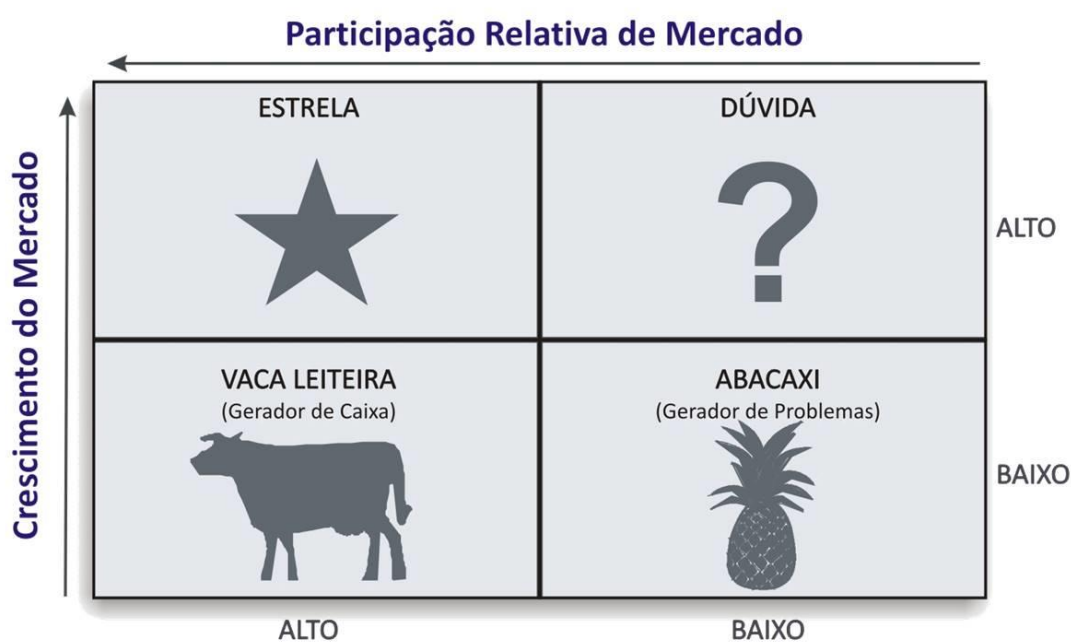 Participação Relativa de Mercado
Crescimento do Mercado
ESTRELA
DÚVIDA
ALTO
VACA LEITEIRA
(Gerador de Caixa)
ABACAXI
(Gerador de Problemas)
BAIXO
ALTO
BAIXO